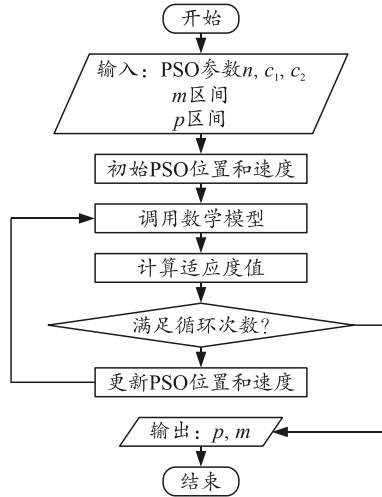 开始
输入：PSO参数n, c₁, c₂
m区间
p区间
初始PSO位置和速度
调用数学模型
计算适应度值
满足循环次数？
更新PSO位置和速度
输出：p, m
结束